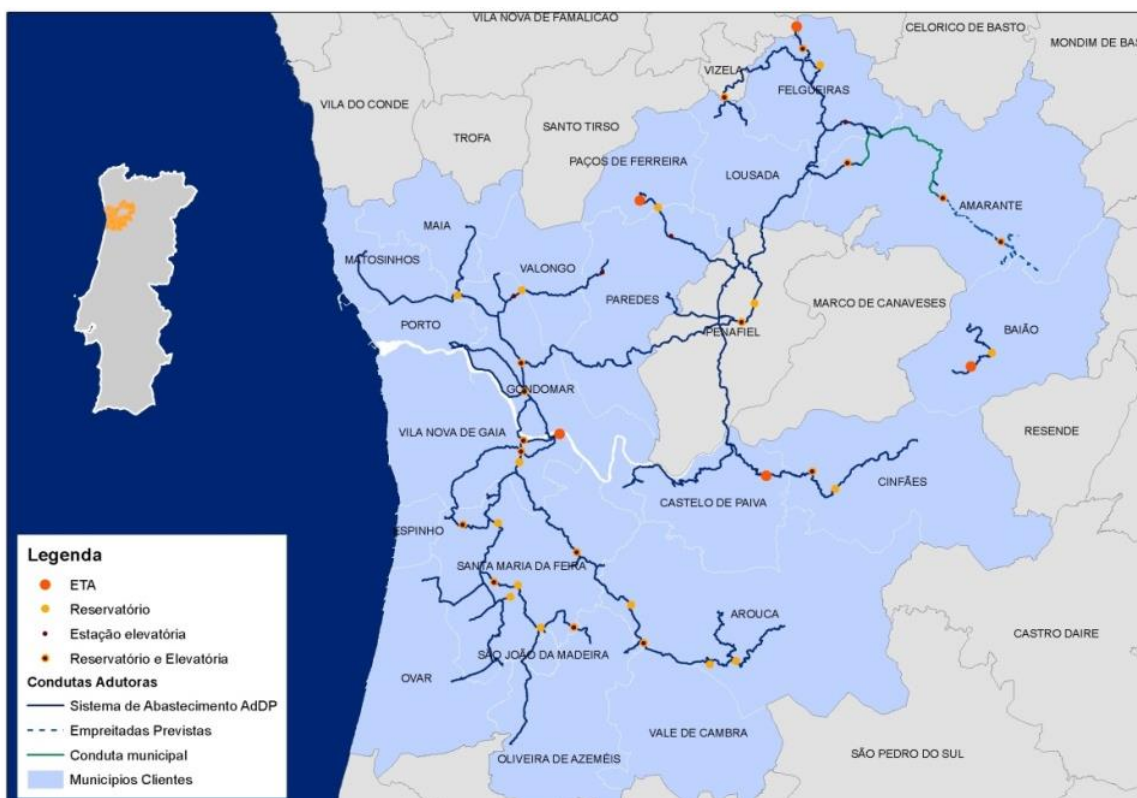 VILA NOVA DE FAMALICAO
CELORICO DE BASTO
MONDIM DE BAS
VIZELA
FELGUEIRAS
VILA DO CONDE
TROFA
SANTO TIRSO
PAÇOS DE FERREIRA
LOUSADA
AMARANTE
MAIA
MATOSINHOS
VALONGO
PAREDES
MARCO DE CANAVESES
PORTO
PENAFIEL
BAIÃO
GONDOMAR
VILA NOVA DE GAIA
RESENDE
CASTELO DE PAIVA
CINFÃES
ESPINHO
SANTA MARIA DA FEIRA
AROUCA
CASTRO DAIRE
SÃO JOÃO DA MADEIRA
OVAR
VALE DE CAMBRA
SÃO PEDRO DO SUL
OLIVEIRA DE AZEMÉIS
Legenda
ETA
Reservatório
Estação elevatória
Reservatório e Elevatória
Condutas Adutoras
Sistema de Abastecimento AdDP
Empreitadas Previstas
Conduta municipal
Municípios Clientes